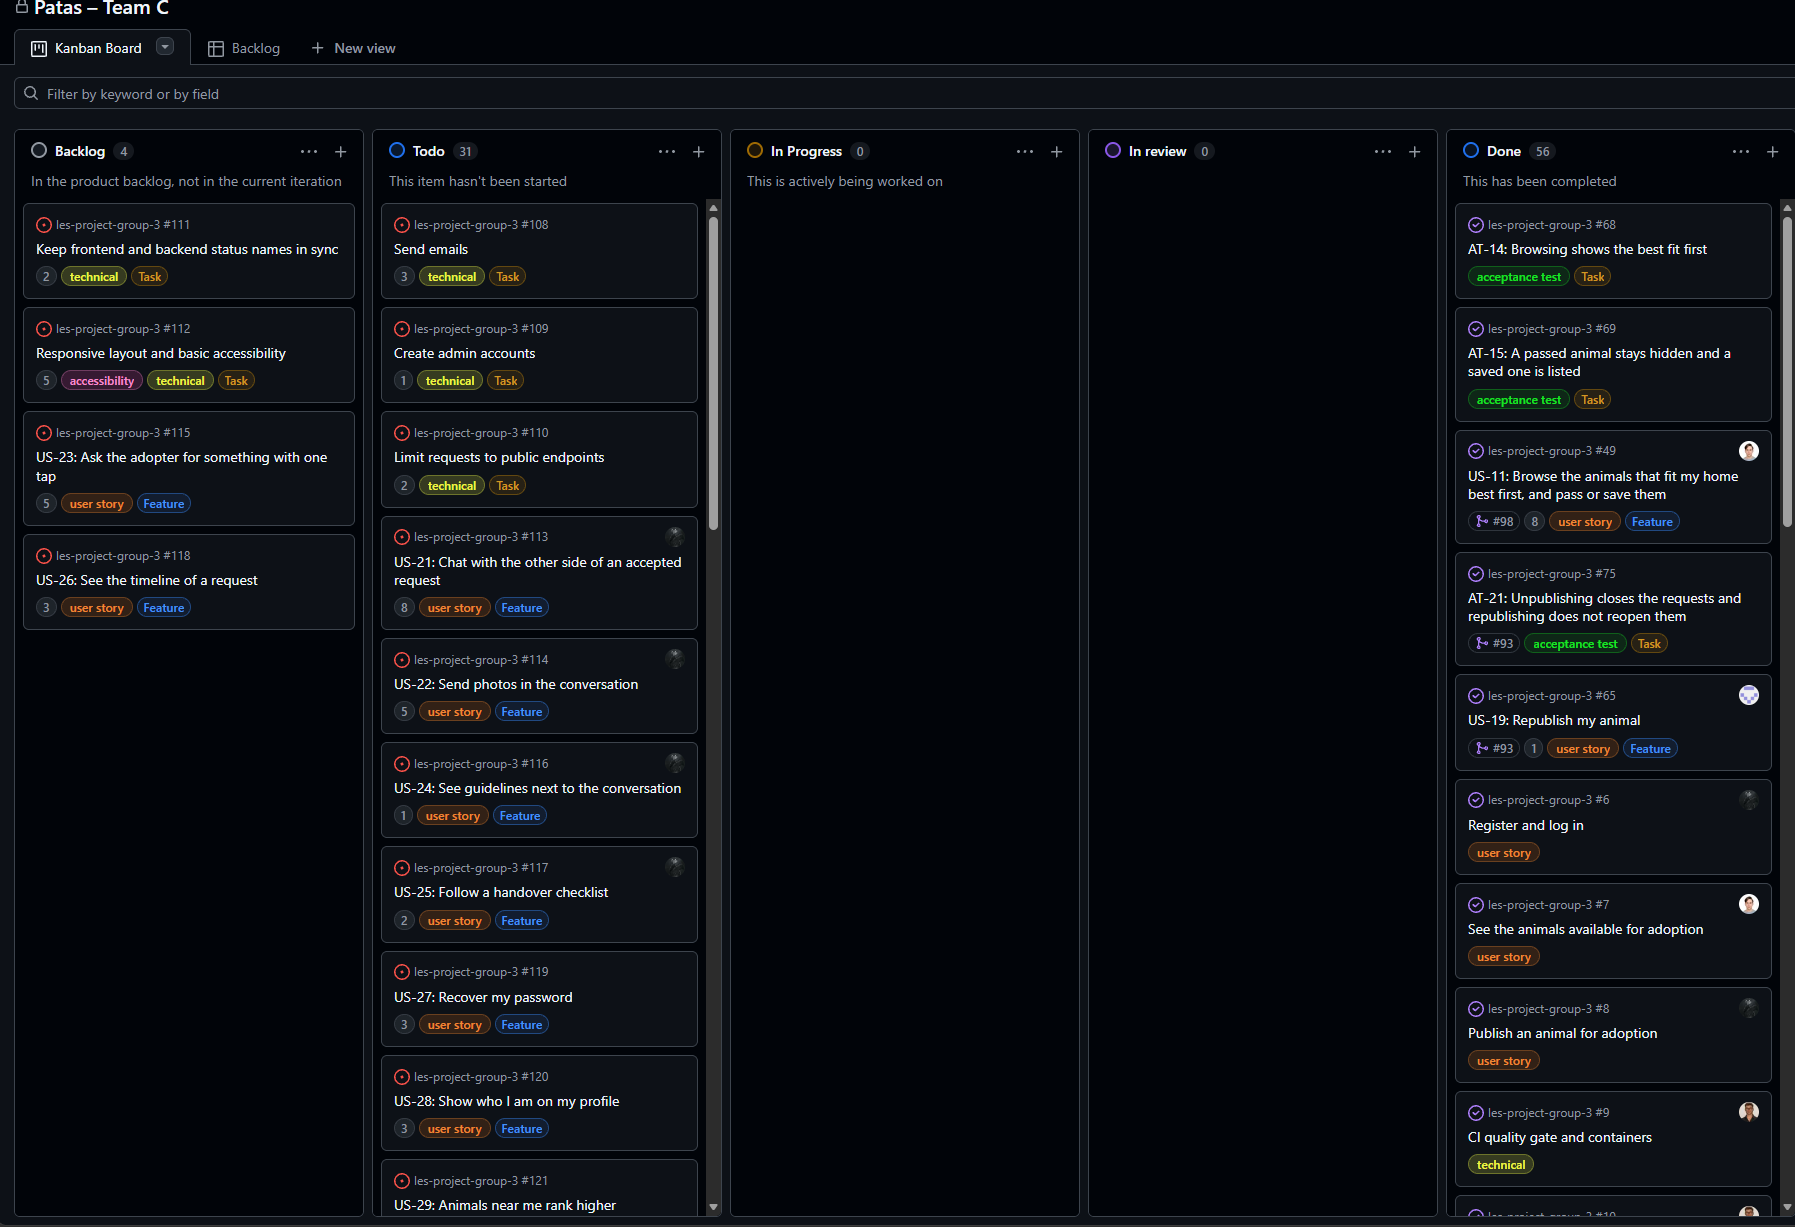 Patas – Team C
Kanban Board
Backlog
New view
Filter by keyword or by field
Backlog 4
In the product backlog, not in the current iteration
les-project-group-3 #111
Keep frontend and backend status names in sync
2 technical Task
les-project-group-3 #112
Responsive layout and basic accessibility
5 accessibility technical Task
les-project-group-3 #115
US-23: Ask the adopter for something with one
tap
5 user story Feature
les-project-group-3 #118
US-26: See the timeline of a request
3 user story Feature
Todo 31
This item hasn't been started
les-project-group-3 #108
Send emails
3 technical Task
les-project-group-3 #109
Create admin accounts
1 technical Task
les-project-group-3 #110
Limit requests to public endpoints
2 technical Task
les-project-group-3 #113
US-21: Chat with the other side of an accepted
request
8 user story Feature
les-project-group-3 #114
US-22: Send photos in the conversation
5 user story Feature
les-project-group-3 #116
US-24: See guidelines next to the conversation
1 user story Feature
les-project-group-3 #117
US-25: Follow a handover checklist
2 user story Feature
les-project-group-3 #119
US-27: Recover my password
3 user story Feature
les-project-group-3 #120
US-28: Show who I am on my profile
3 user story Feature
les-project-group-3 #121
US-29: Animals near me rank higher
In Progress 0
This is actively being worked on
In review 0
Done 56
This has been completed
les-project-group-3 #68
AT-14: Browsing shows the best fit first
acceptance test Task
les-project-group-3 #69
AT-15: A passed animal stays hidden and a
saved one is listed
acceptance test Task
les-project-group-3 #49
US-11: Browse the animals that fit my home
best first, and pass or save them
#98 8 user story Feature
les-project-group-3 #75
AT-21: Unpublishing closes the requests and
republishing does not reopen them
#93 acceptance test Task
les-project-group-3 #65
US-19: Republish my animal
#93 1 user story Feature
les-project-group-3 #6
Register and log in
user story
les-project-group-3 #7
See the animals available for adoption
user story
les-project-group-3 #8
Publish an animal for adoption
user story
les-project-group-3 #9
CI quality gate and containers
technical
les-project-group-3 #10